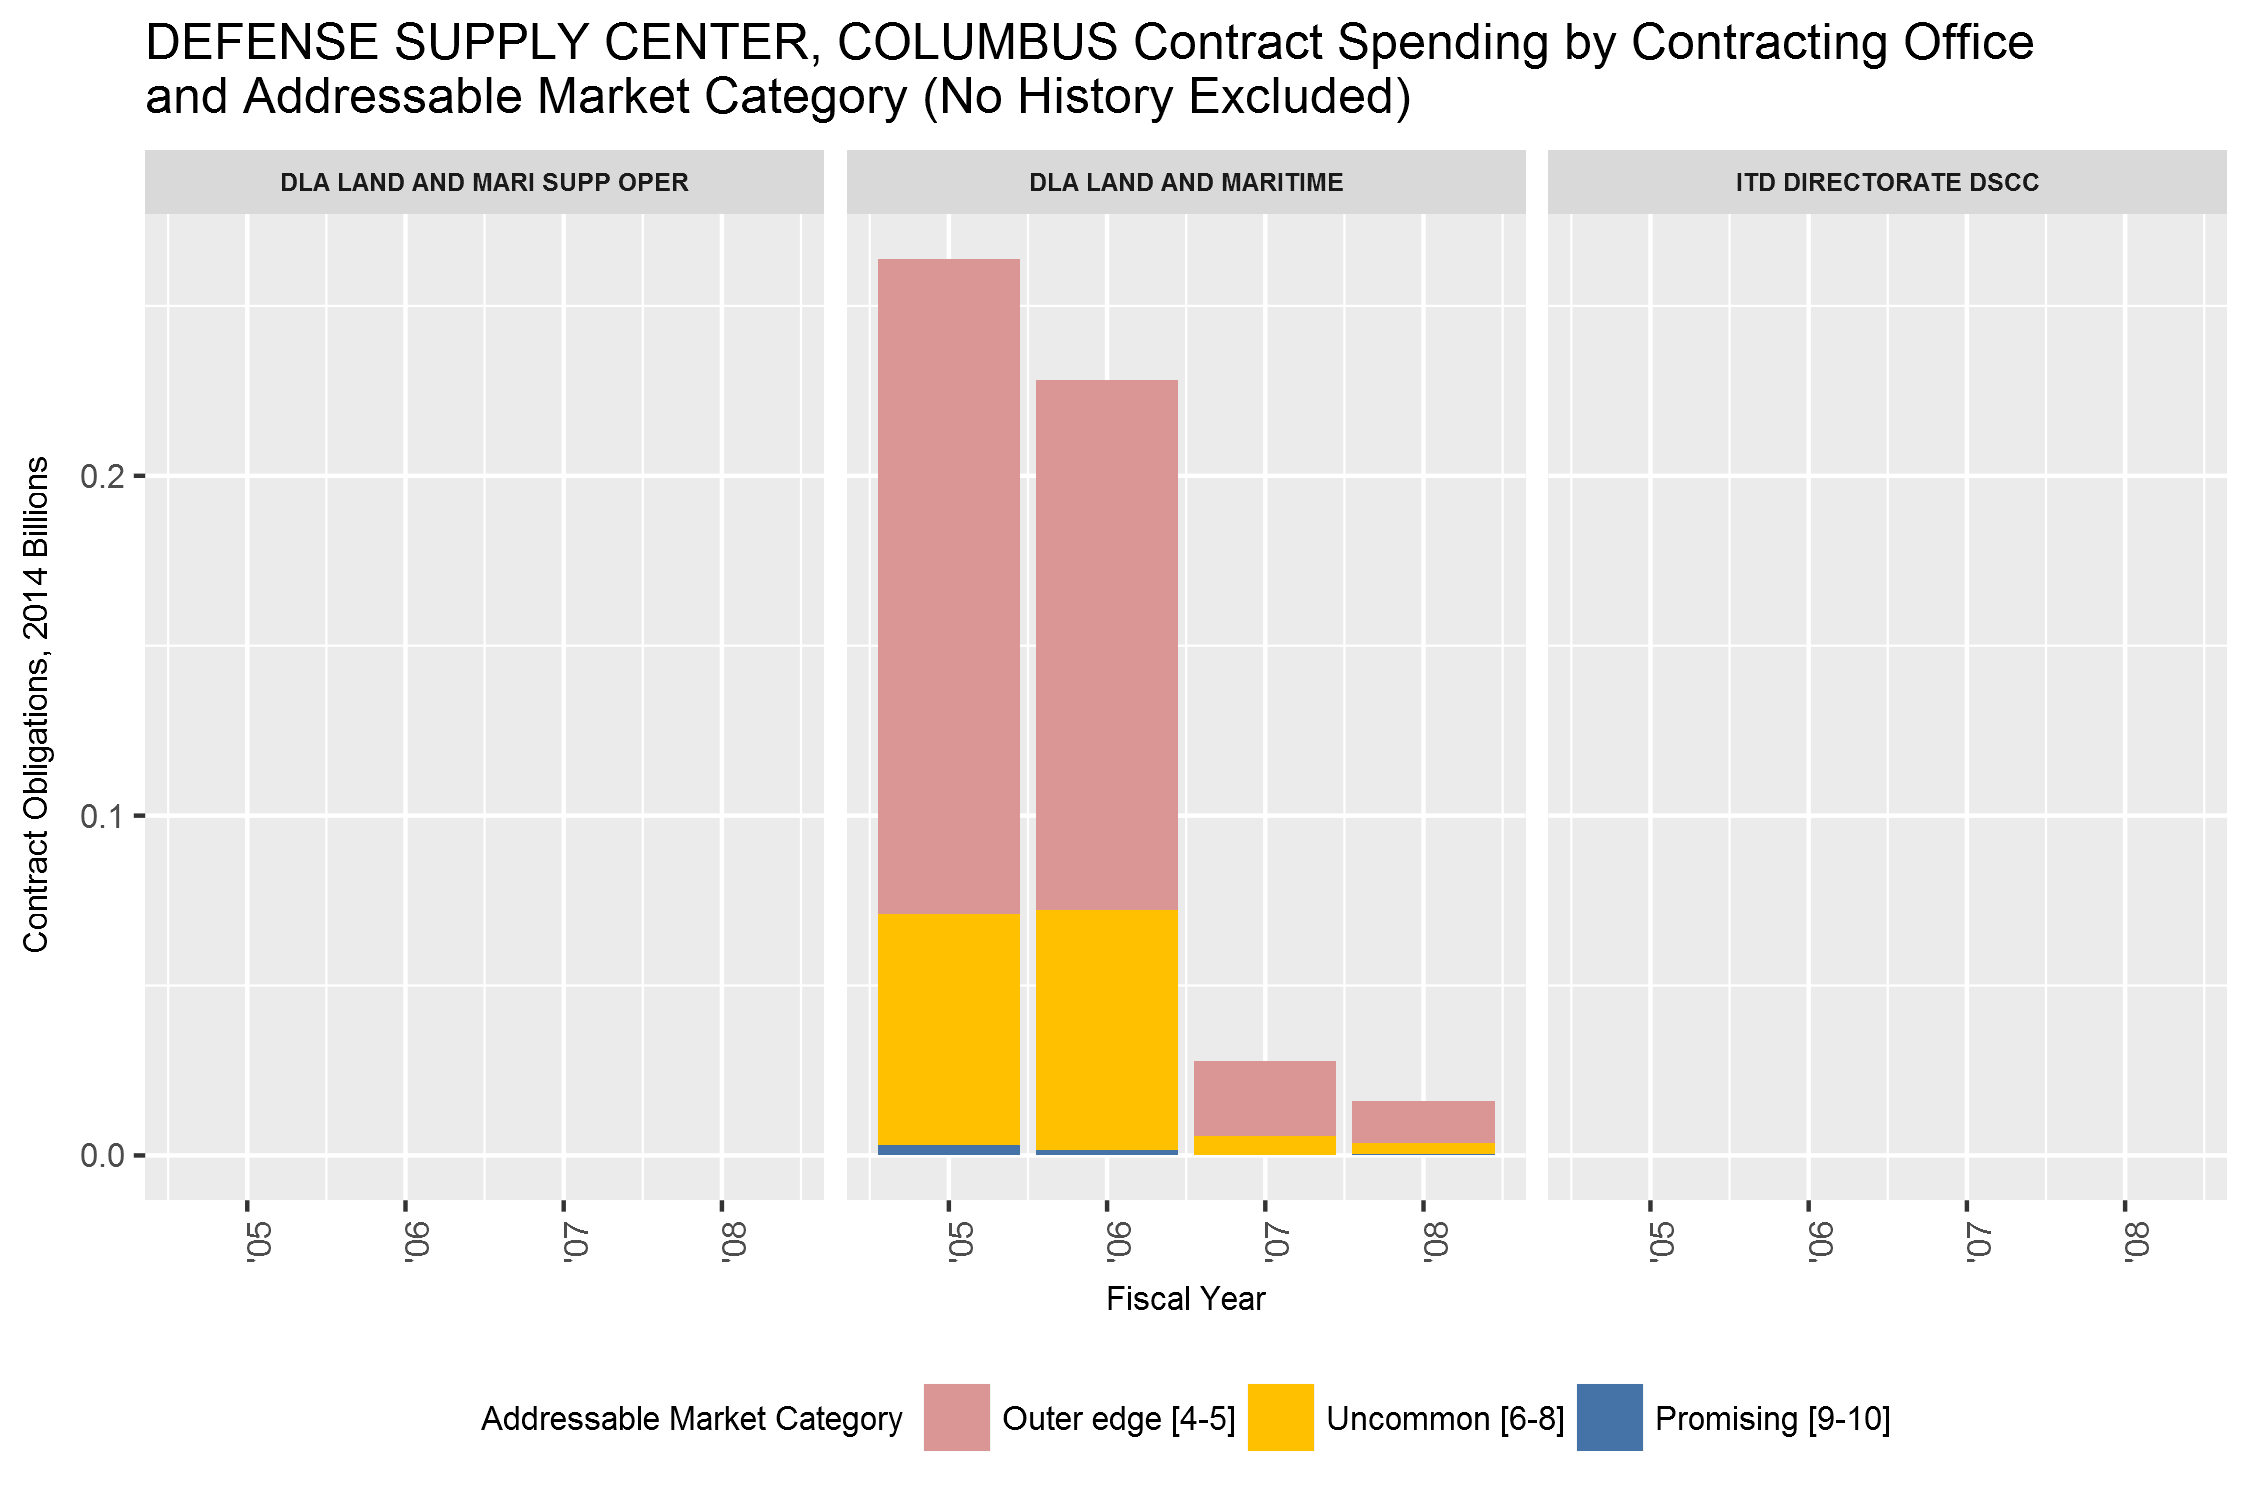 DEFENSE SUPPLY CENTER, COLUMBUS Contract Spending by Contracting Office
and Addressable Market Category (No History Excluded)
DLA LAND AND MARI SUPP OPER
DLA LAND AND MARITIME
ITD DIRECTORATE DSCC
Contract Obligations, 2014 Billions
0.2
0.1
0.0
'05
'06
'07
'08
'05
'06
'07
'08
'05
'06
'07
'08
Fiscal Year
Addressable Market Category
Outer edge [4-5]
Uncommon [6-8]
Promising [9-10]